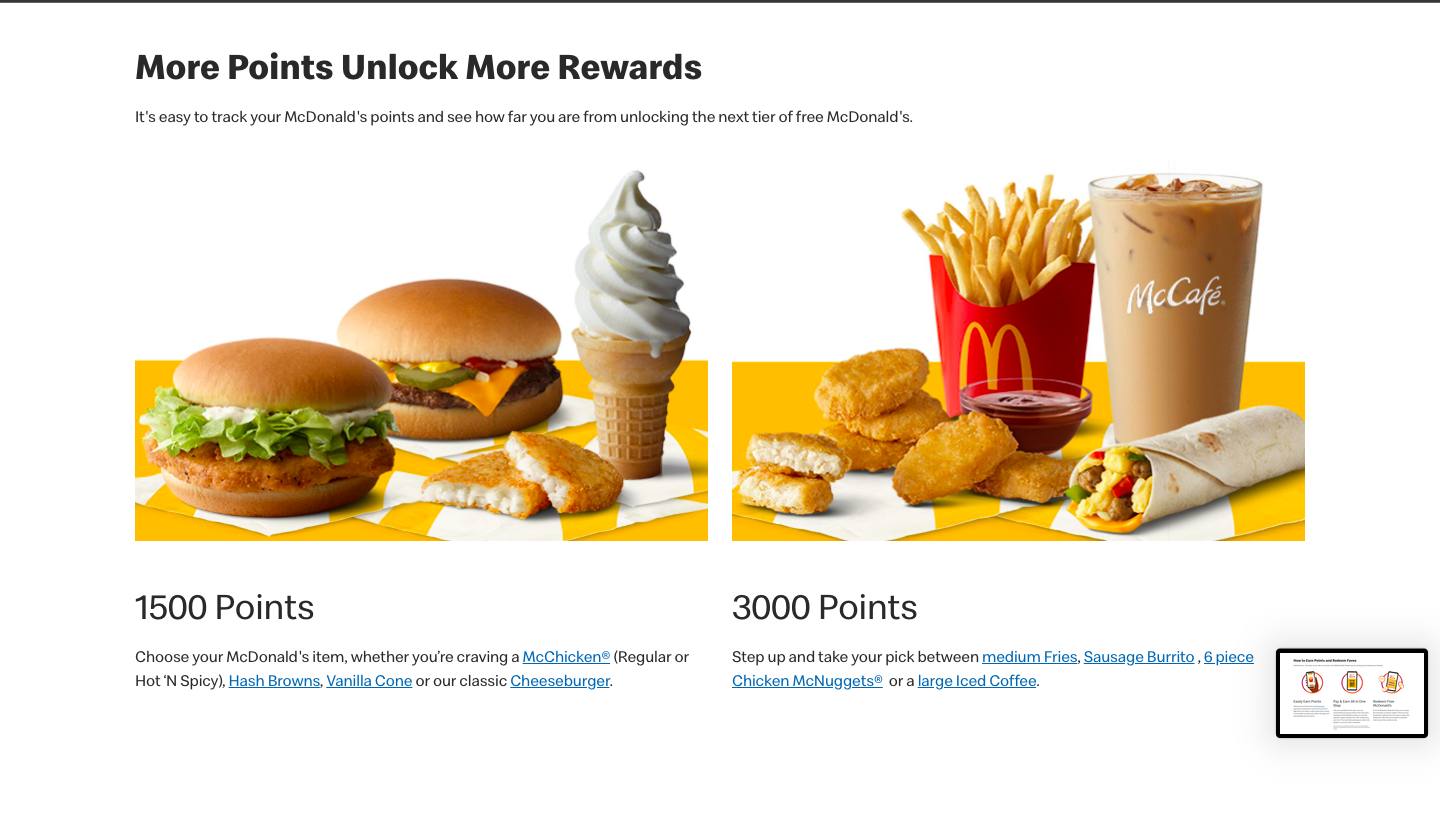 More Points Unlock More Rewards
It's easy to track your McDonald's points and see how far you are from unlocking the next tier of free McDonald's.
McCafé®
1500 Points
Choose your McDonald's item, whether you’re craving a McChicken® (Regular or
Hot ‘N Spicy), Hash Browns, Vanilla Cone or our classic Cheeseburger.
3000 Points
Step up and take your pick between medium Fries, Sausage Burrito , 6 piece
Chicken McNuggets® or a large Iced Coffee.
How to Earn Points and Redeem Faves
Easily Earn Points
Pay & Earn All in One
Stop
Redeem Free
McDonald's